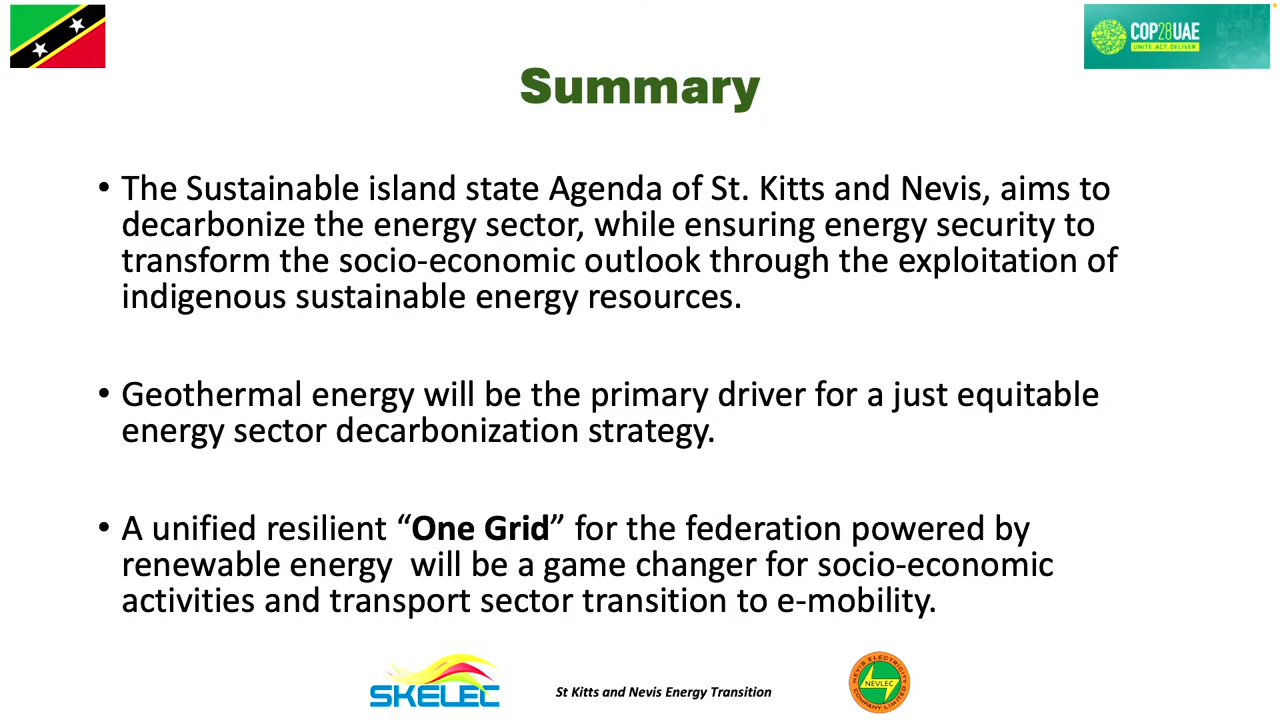 COP28UAE
UNITE ACT DELIVER
Summary
• The Sustainable island state Agenda of St. Kitts and Nevis, aims to
decarbonize the energy sector, while ensuring energy security to
transform the socio-economic outlook through the exploitation of
indigenous sustainable energy resources.
• Geothermal energy will be the primary driver for a just equitable
energy sector decarbonization strategy.
• A unified resilient “One Grid” for the federation powered by
renewable energy  will be a game changer for socio-economic
activities and transport sector transition to e-mobility.
SKELEC
St Kitts and Nevis Energy Transition
NEVIS ELECTRICITY
NEVLEC
COMPANY LIMITED